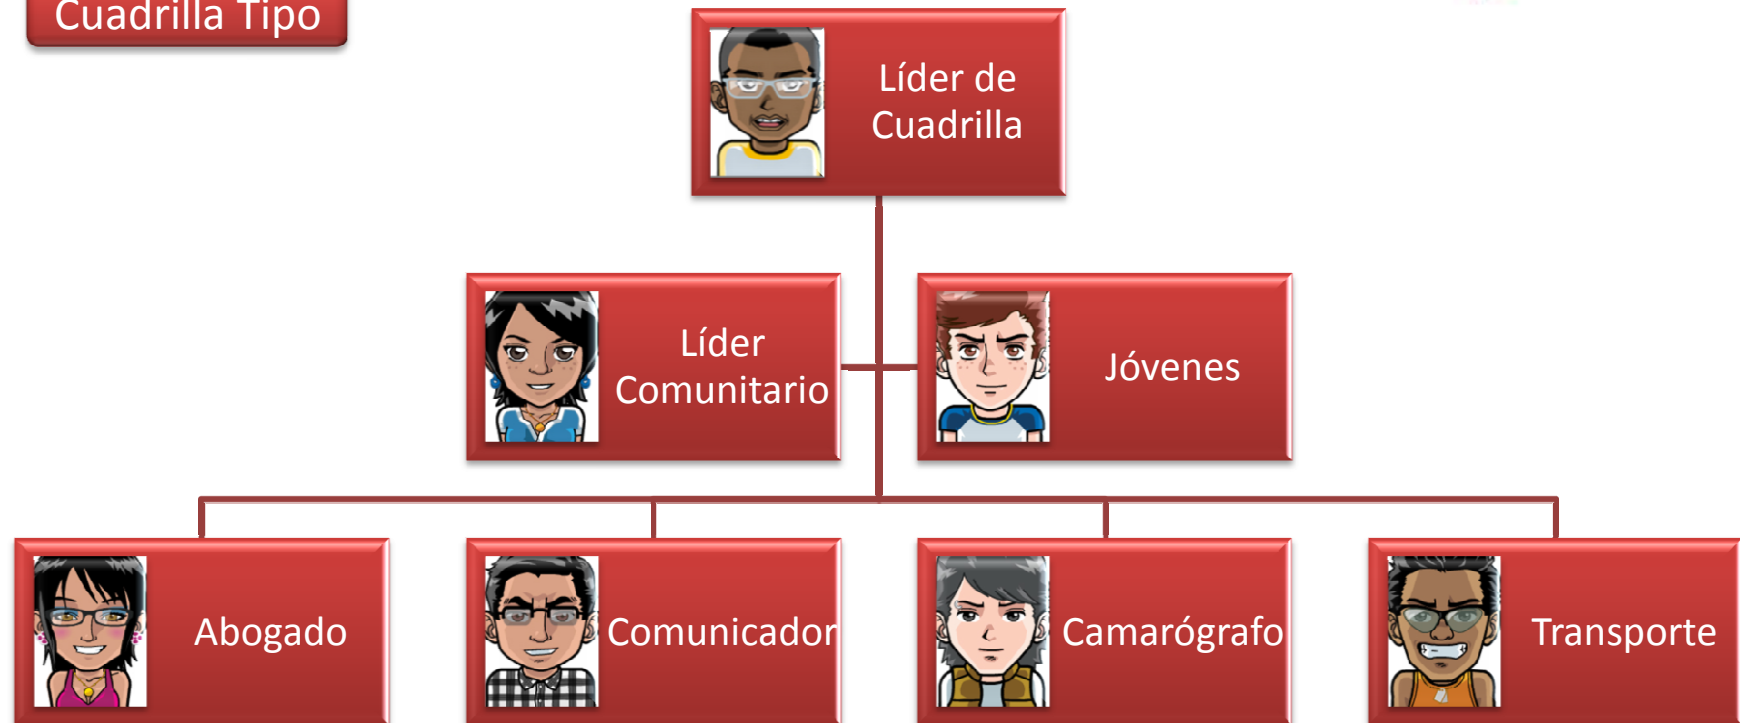 Cuadrilla Tipo
Líder de
Cuadrilla
Líder
Comunitario
Jóvenes
Abogado
Comunicador
Camarógrafo
Transporte